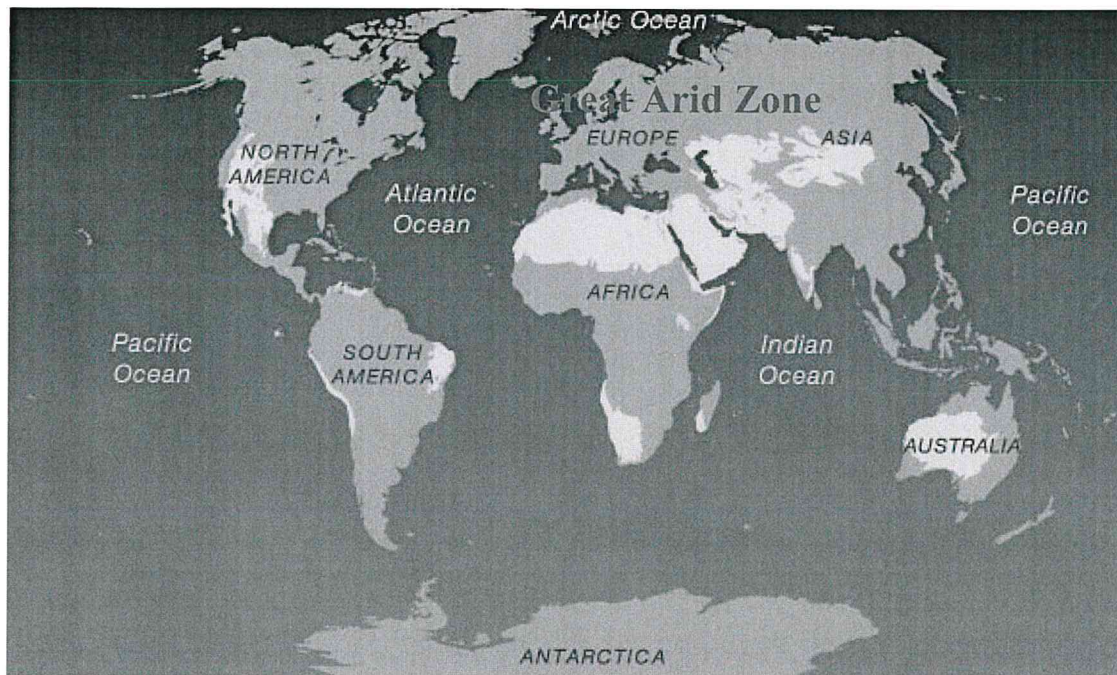 Arctic Ocean
Great Arid Zone
EUROPE
ASIA
NORTH
AMERICA
Atlantic
Ocean
Pacific
Ocean
AFRICA
Pacific
Ocean
SOUTH
AMERICA
Indian
Ocean
AUSTRALIA
ANTARCTICA